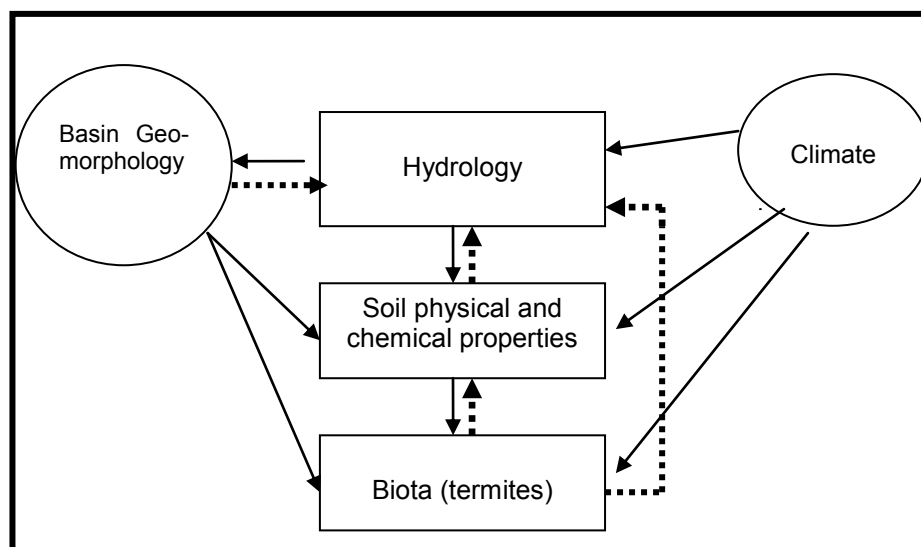 Basin Geo-
morphology
Hydrology
Climate
Soil physical and
chemical properties
Biota (termites)